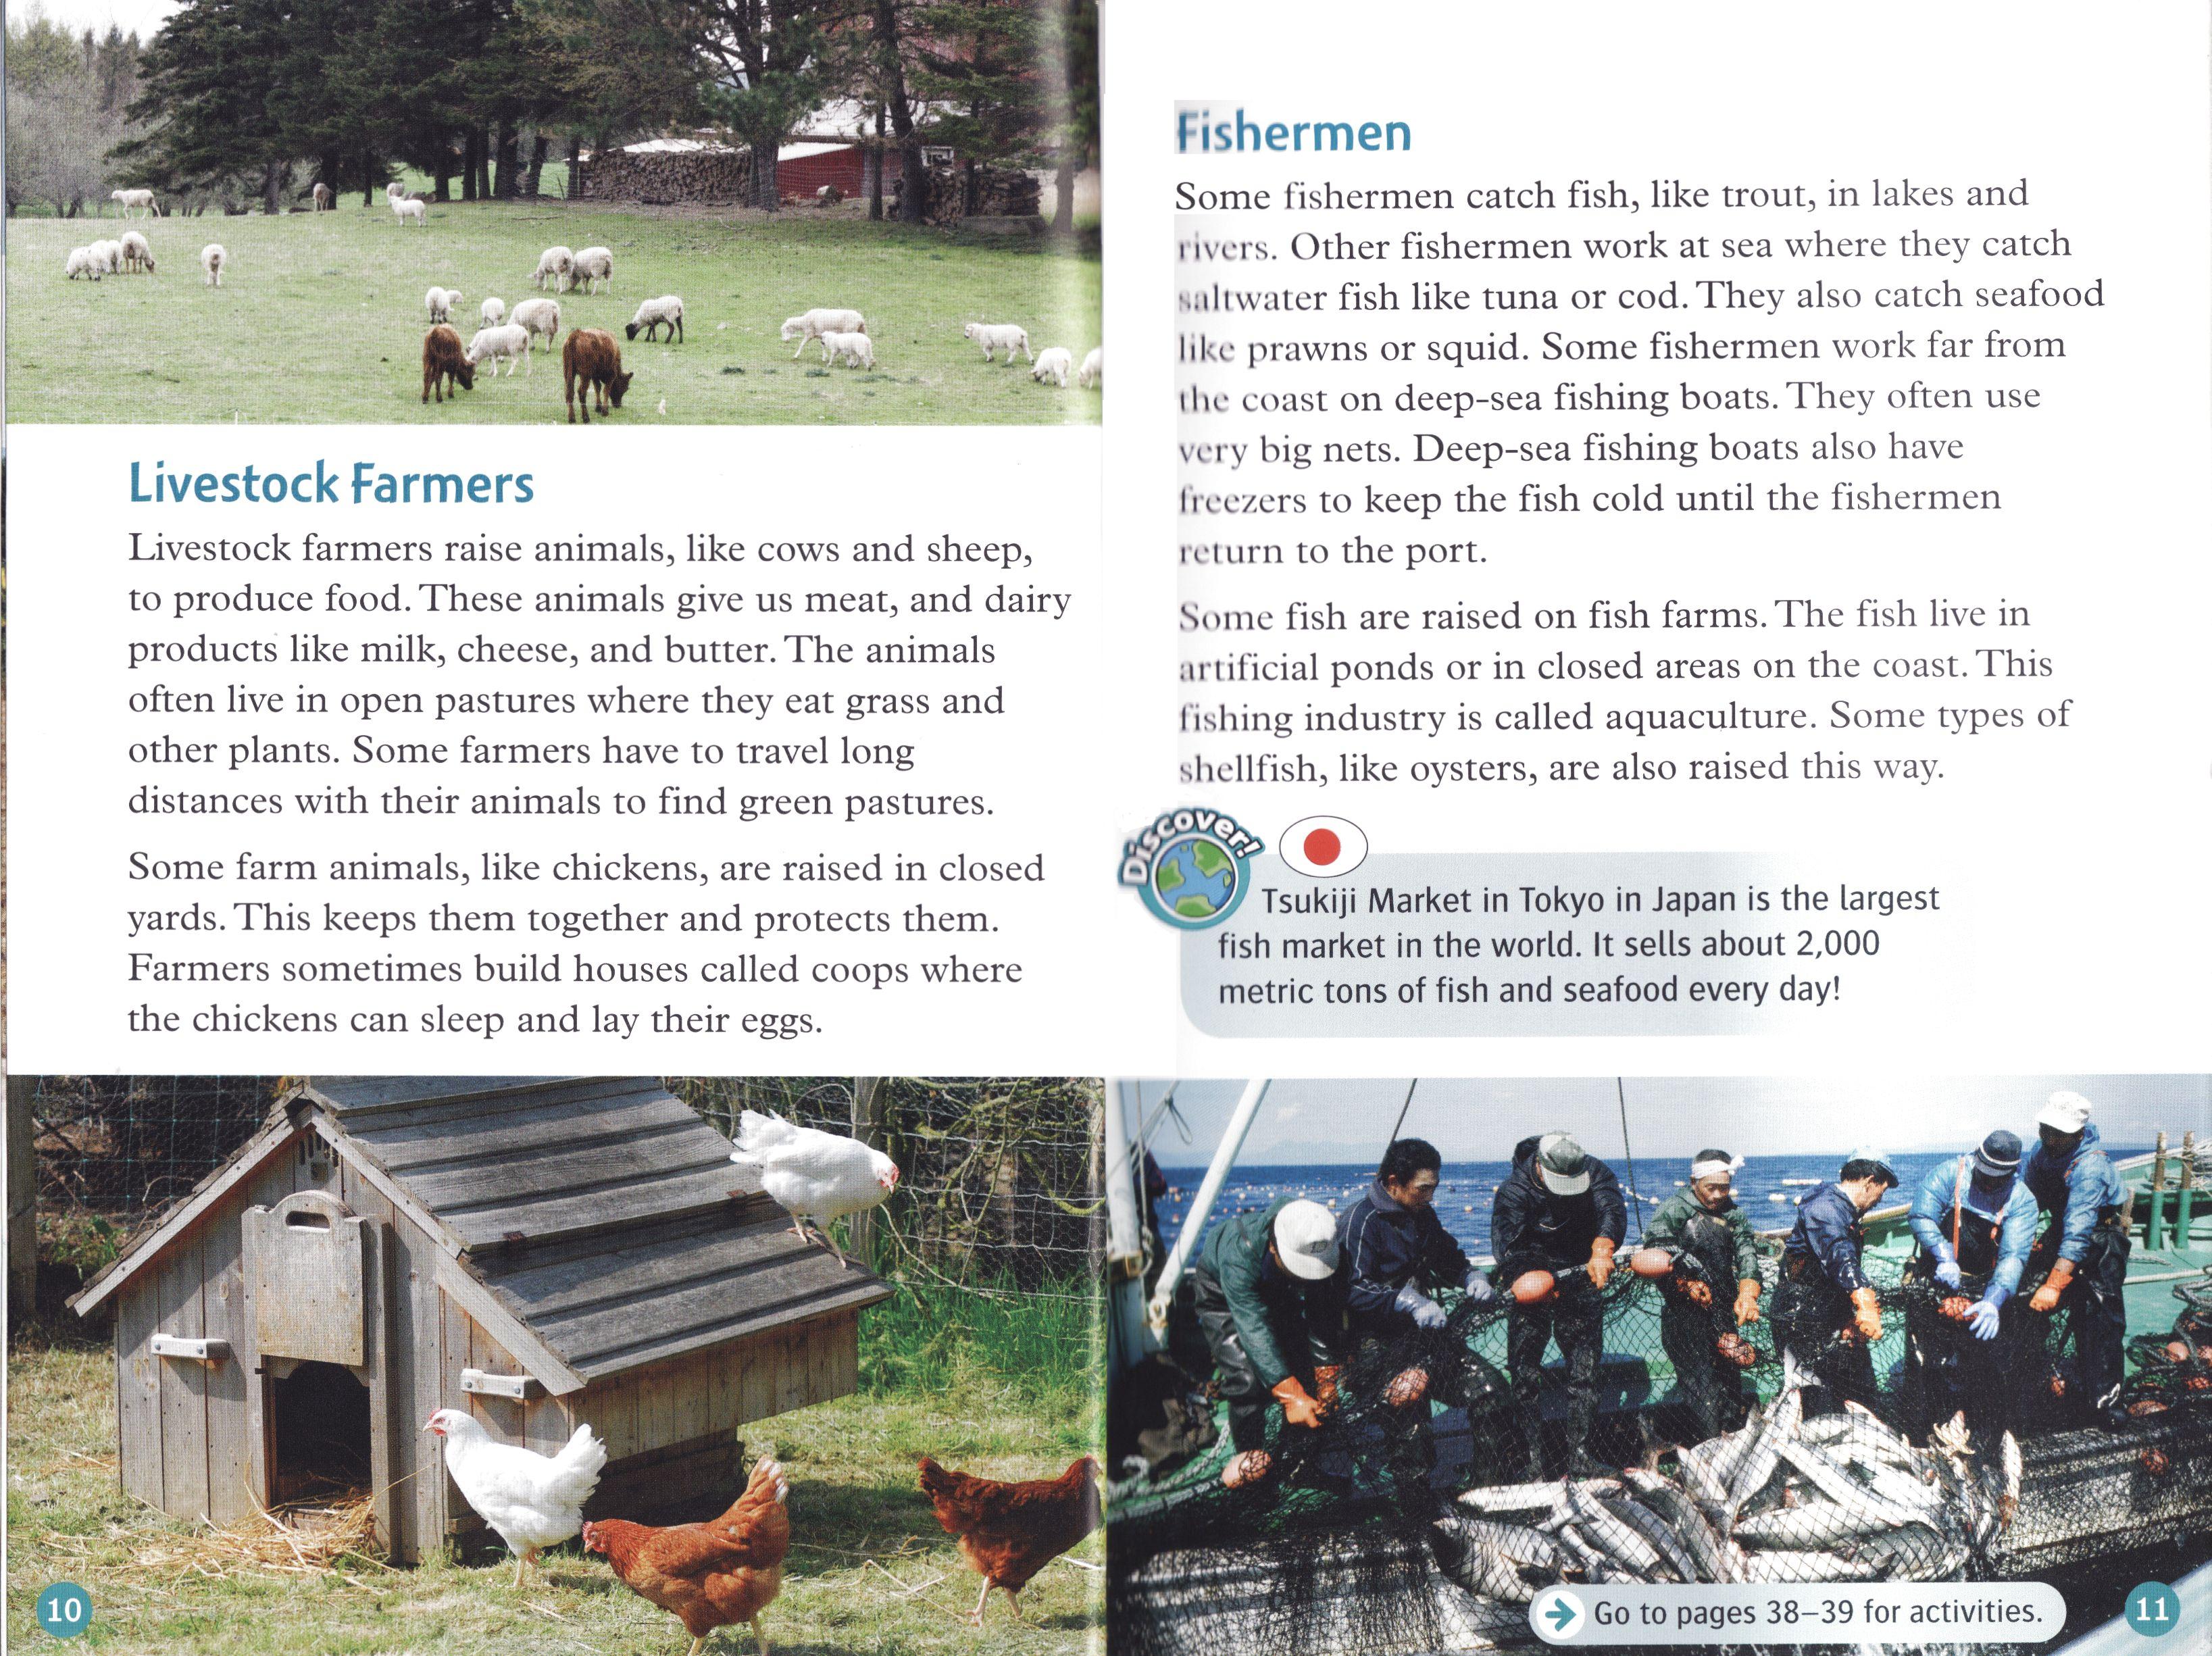 Livestock Farmers
Livestock farmers raise animals, like cows and sheep,
to produce food. These animals give us meat, and dairy
products like milk, cheese, and butter. The animals
often live in open pastures where they eat grass and
other plants. Some farmers have to travel long
distances with their animals to find green pastures.
Some farm animals, like chickens, are raised in closed
yards. This keeps them together and protects them.
Farmers sometimes build houses called coops where
the chickens can sleep and lay their eggs.
10
Fishermen
Some fishermen catch fish, like trout, in lakes and
rivers. Other fishermen work at sea where they catch
saltwater fish like tuna or cod. They also catch seafood
like prawns or squid. Some fishermen work far from
the coast on deep-sea fishing boats. They often use
very big nets. Deep-sea fishing boats also have
freezers to keep the fish cold until the fishermen
return to the port.
Some fish are raised on fish farms. The fish live in
artificial ponds or in closed areas on the coast. This
fishing industry is called aquaculture. Some types of
shellfish, like oysters, are also raised this way.
Discover!
Tsukiji Market in Tokyo in Japan is the largest
fish market in the world. It sells about 2,000
metric tons of fish and seafood every day!
Go to pages 38–39 for activities.
11